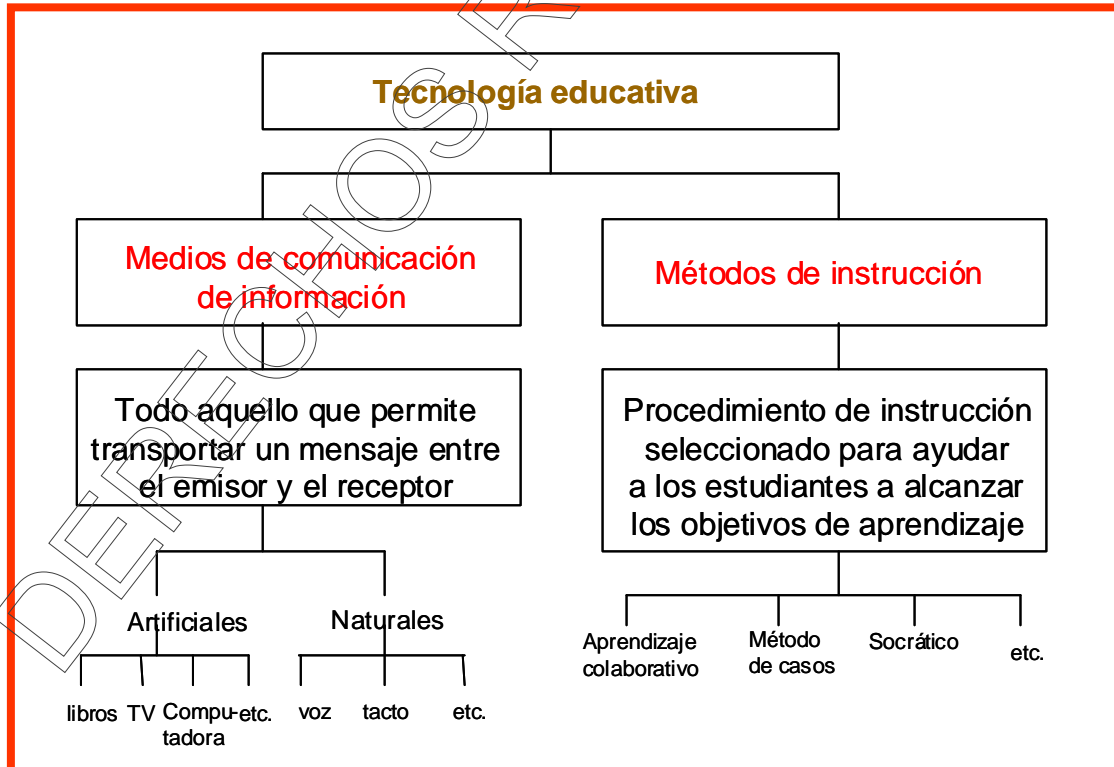 Tecnología educativa
Medios de comunicación
de información
Métodos de instrucción
Todo aquello que permite
transportar un mensaje entre
el emisor y el receptor
Procedimiento de instrucción
seleccionado para ayudar
a los estudiantes a alcanzar
los objetivos de aprendizaje
Artificiales
Naturales
libros
TV
Compu-
tadora
etc.
voz
tacto
etc.
Aprendizaje
colaborativo
Método
de casos
Socrático
etc.
DERECHOS R